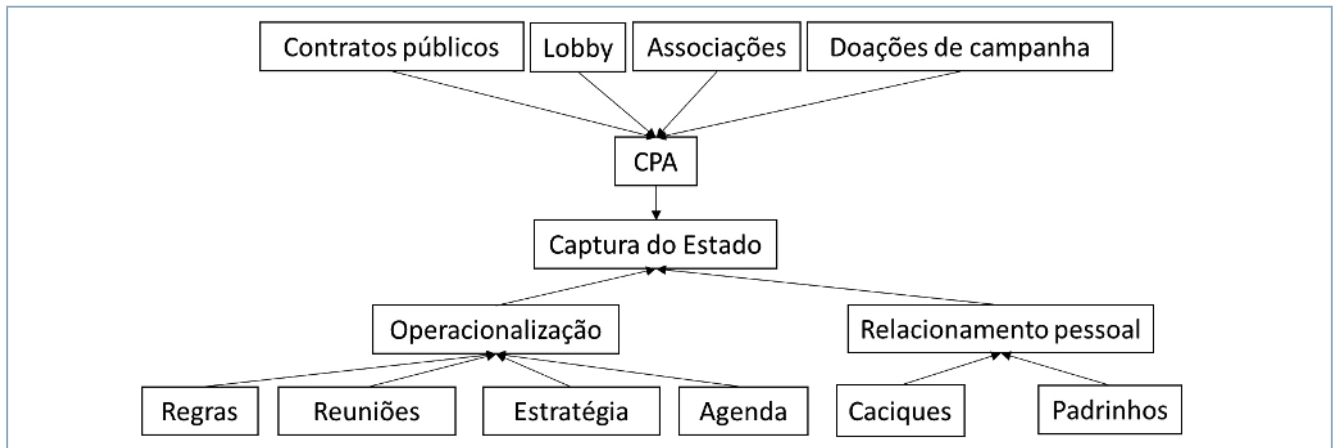 Contratos públicos
Lobby
Associações
Doações de campanha
CPA
Captura do Estado
Operacionalização
Relacionamento pessoal
Regras
Reuniões
Estratégia
Agenda
Caciques
Padrinhos